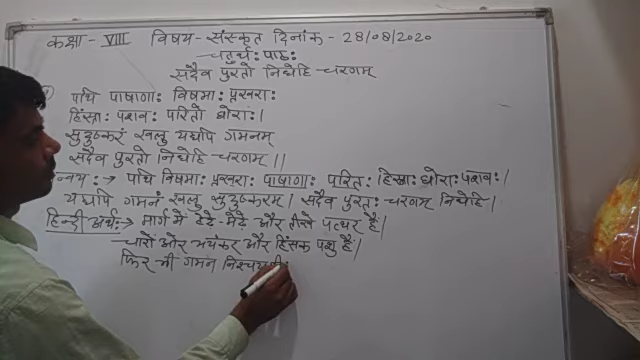 कक्षा - VIII विषय - संस्कृत दिनांक - 28/08/2020
चतुर्थ: पाठ:
सदैव पुरतो निधेहि चरणम्
पथि पाषाणा: विषमा: प्रखरा:
हिंस्रा: पशव: परितो घोरा: |
सुदुष्करं खलु यद्यपि गमनम्
सदैव पुरतो निधेहि चरणम् ||
न्वय: → पथि विषमा: प्रखरा: पाषाणा: परित: हिंस्रा: घोरा: पशव: |
यद्यपि गमनं खलु सुदुष्करम् | सदैव पुरत: चरणम् निधेहि |
हिन्दी अर्थ: → मार्ग में टेढ़े - मेढ़े और तीखे पत्थर हैं |
चारों ओर भयंकर और हिंसक पशु हैं |
फिर भी गमन